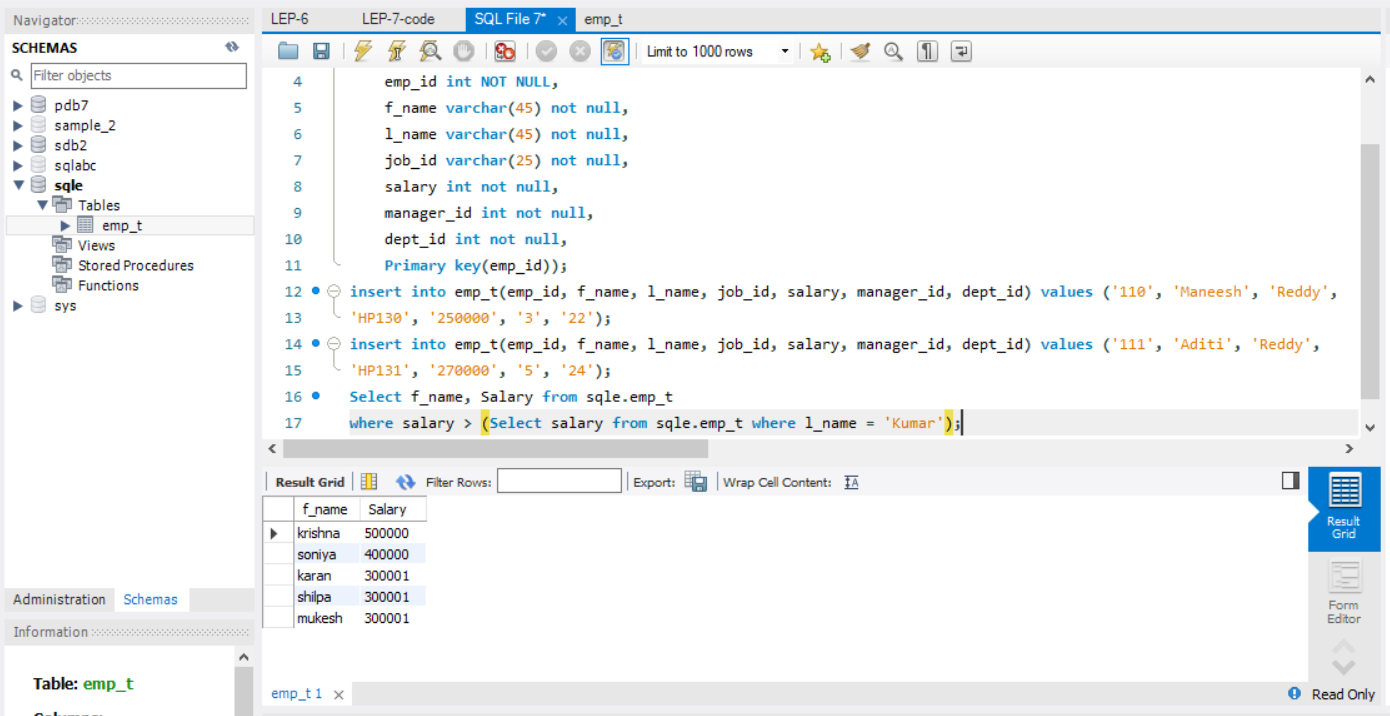 Navigator
SCHEMAS
Filter objects
pdb7
sample_2
sdb2
sqlabc
sqle
Tables
emp_t
Views
Stored Procedures
Functions
sys
Administration Schemas
Information
Table: emp_t
LEP-6 LEP-7-code SQL File 7* × emp_t
Limit to 1000 rows
4 emp_id int NOT NULL,
5 f_name varchar(45) not null,
6 l_name varchar(45) not null,
7 job_id varchar(25) not null,
8 salary int not null,
9 manager_id int not null,
10 dept_id int not null,
11 Primary key(emp_id));
12 insert into emp_t(emp_id, f_name, l_name, job_id, salary, manager_id, dept_id) values ('110', 'Maneesh', 'Reddy',
13 'HP130', '250000', '3', '22');
14 insert into emp_t(emp_id, f_name, l_name, job_id, salary, manager_id, dept_id) values ('111', 'Aditi', 'Reddy',
15 'HP131', '270000', '5', '24');
16 Select f_name, Salary from sqle.emp_t
17 where salary > (Select salary from sqle.emp_t where l_name = 'Kumar');
Result Grid Filter Rows: Export: Wrap Cell Content:
f_name Salary
krishna 500000
soniya 400000
karan 300001
shilpa 300001
mukesh 300001
Result
Grid
Form
Editor
emp_t 1 ×
Read Only